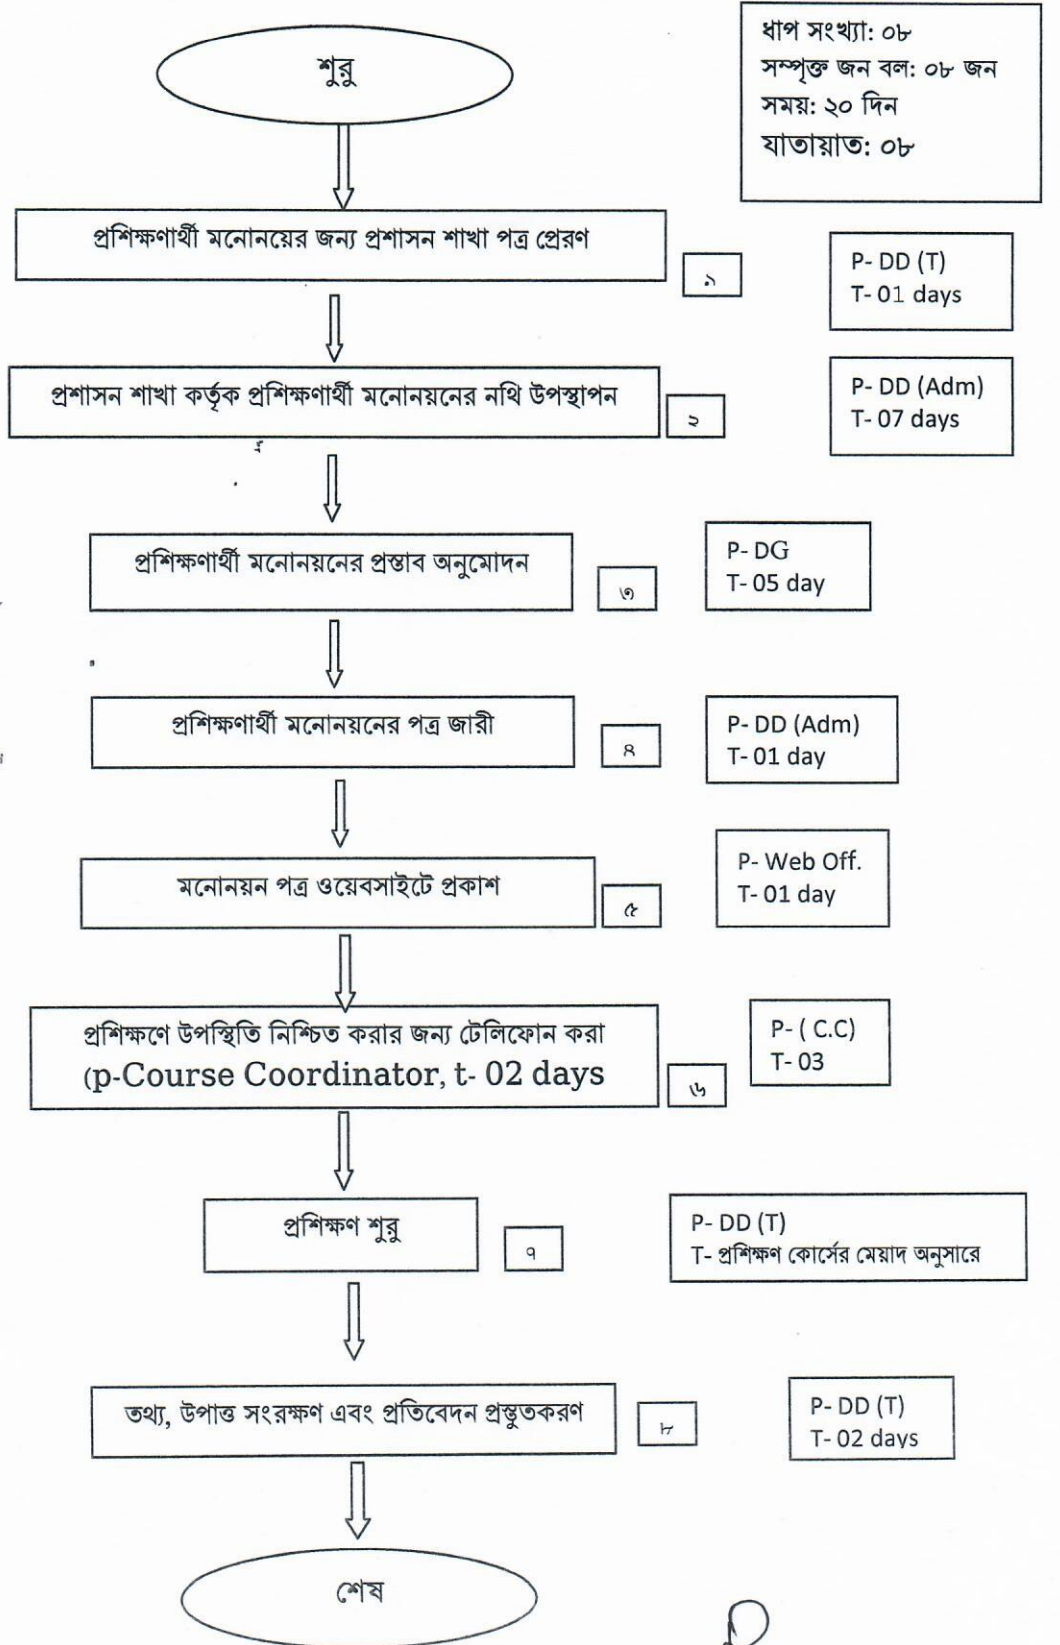 ধাপ সংখ্যা: ০৮
সম্পৃক্ত জন বল: ০৮ জন
সময়: ২০ দিন
যাতায়াত: ০৮
শুরু
প্রশিক্ষণার্থী মনোনয়ের জন্য প্রশাসন শাখা পত্র প্রেরণ
১
P- DD (T)
T- 01 days
প্রশাসন শাখা কর্তৃক প্রশিক্ষণার্থী মনোনয়নের নথি উপস্থাপন
২
P- DD (Adm)
T- 07 days
প্রশিক্ষণার্থী মনোনয়নের প্রস্তাব অনুমোদন
৩
P- DG
T- 05 day
প্রশিক্ষণার্থী মনোনয়নের পত্র জারী
৪
P- DD (Adm)
T- 01 day
মনোনয়ন পত্র ওয়েবসাইটে প্রকাশ
৫
P- Web Off.
T- 01 day
প্রশিক্ষণে উপস্থিতি নিশ্চিত করার জন্য টেলিফোন করা
(p-Course Coordinator, t- 02 days
৬
P- ( C.C)
T- 03
প্রশিক্ষণ শুরু
৭
P- DD (T)
T- প্রশিক্ষণ কোর্সের মেয়াদ অনুসারে
তথ্য, উপাত্ত সংরক্ষণ এবং প্রতিবেদন প্রস্তুতকরণ
৮
P- DD (T)
T- 02 days
শেষ